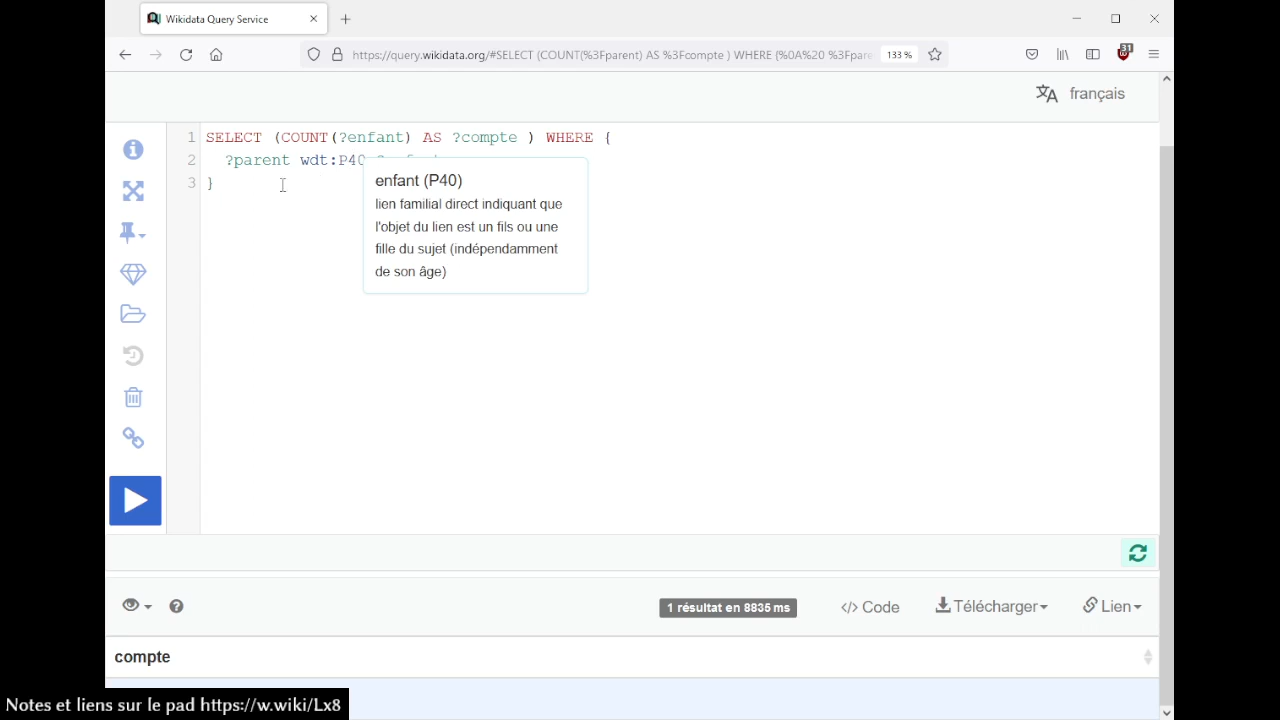 Wikidata Query Service
https://query.wikidata.org/#SELECT (COUNT(%3Fparent) AS %3Fcompte ) WHERE {%0A%20 %3Fpare
133 %
31
français
1 SELECT (COUNT(?enfant) AS ?compte ) WHERE {
2 ?parent wdt:P40
3 }
enfant (P40)
lien familial direct indiquant que
l'objet du lien est un fils ou une
fille du sujet (indépendamment
de son âge)
1 résultat en 8835 ms
</> Code
Télécharger
Lien
compte
Notes et liens sur le pad https://w.wiki/Lx8